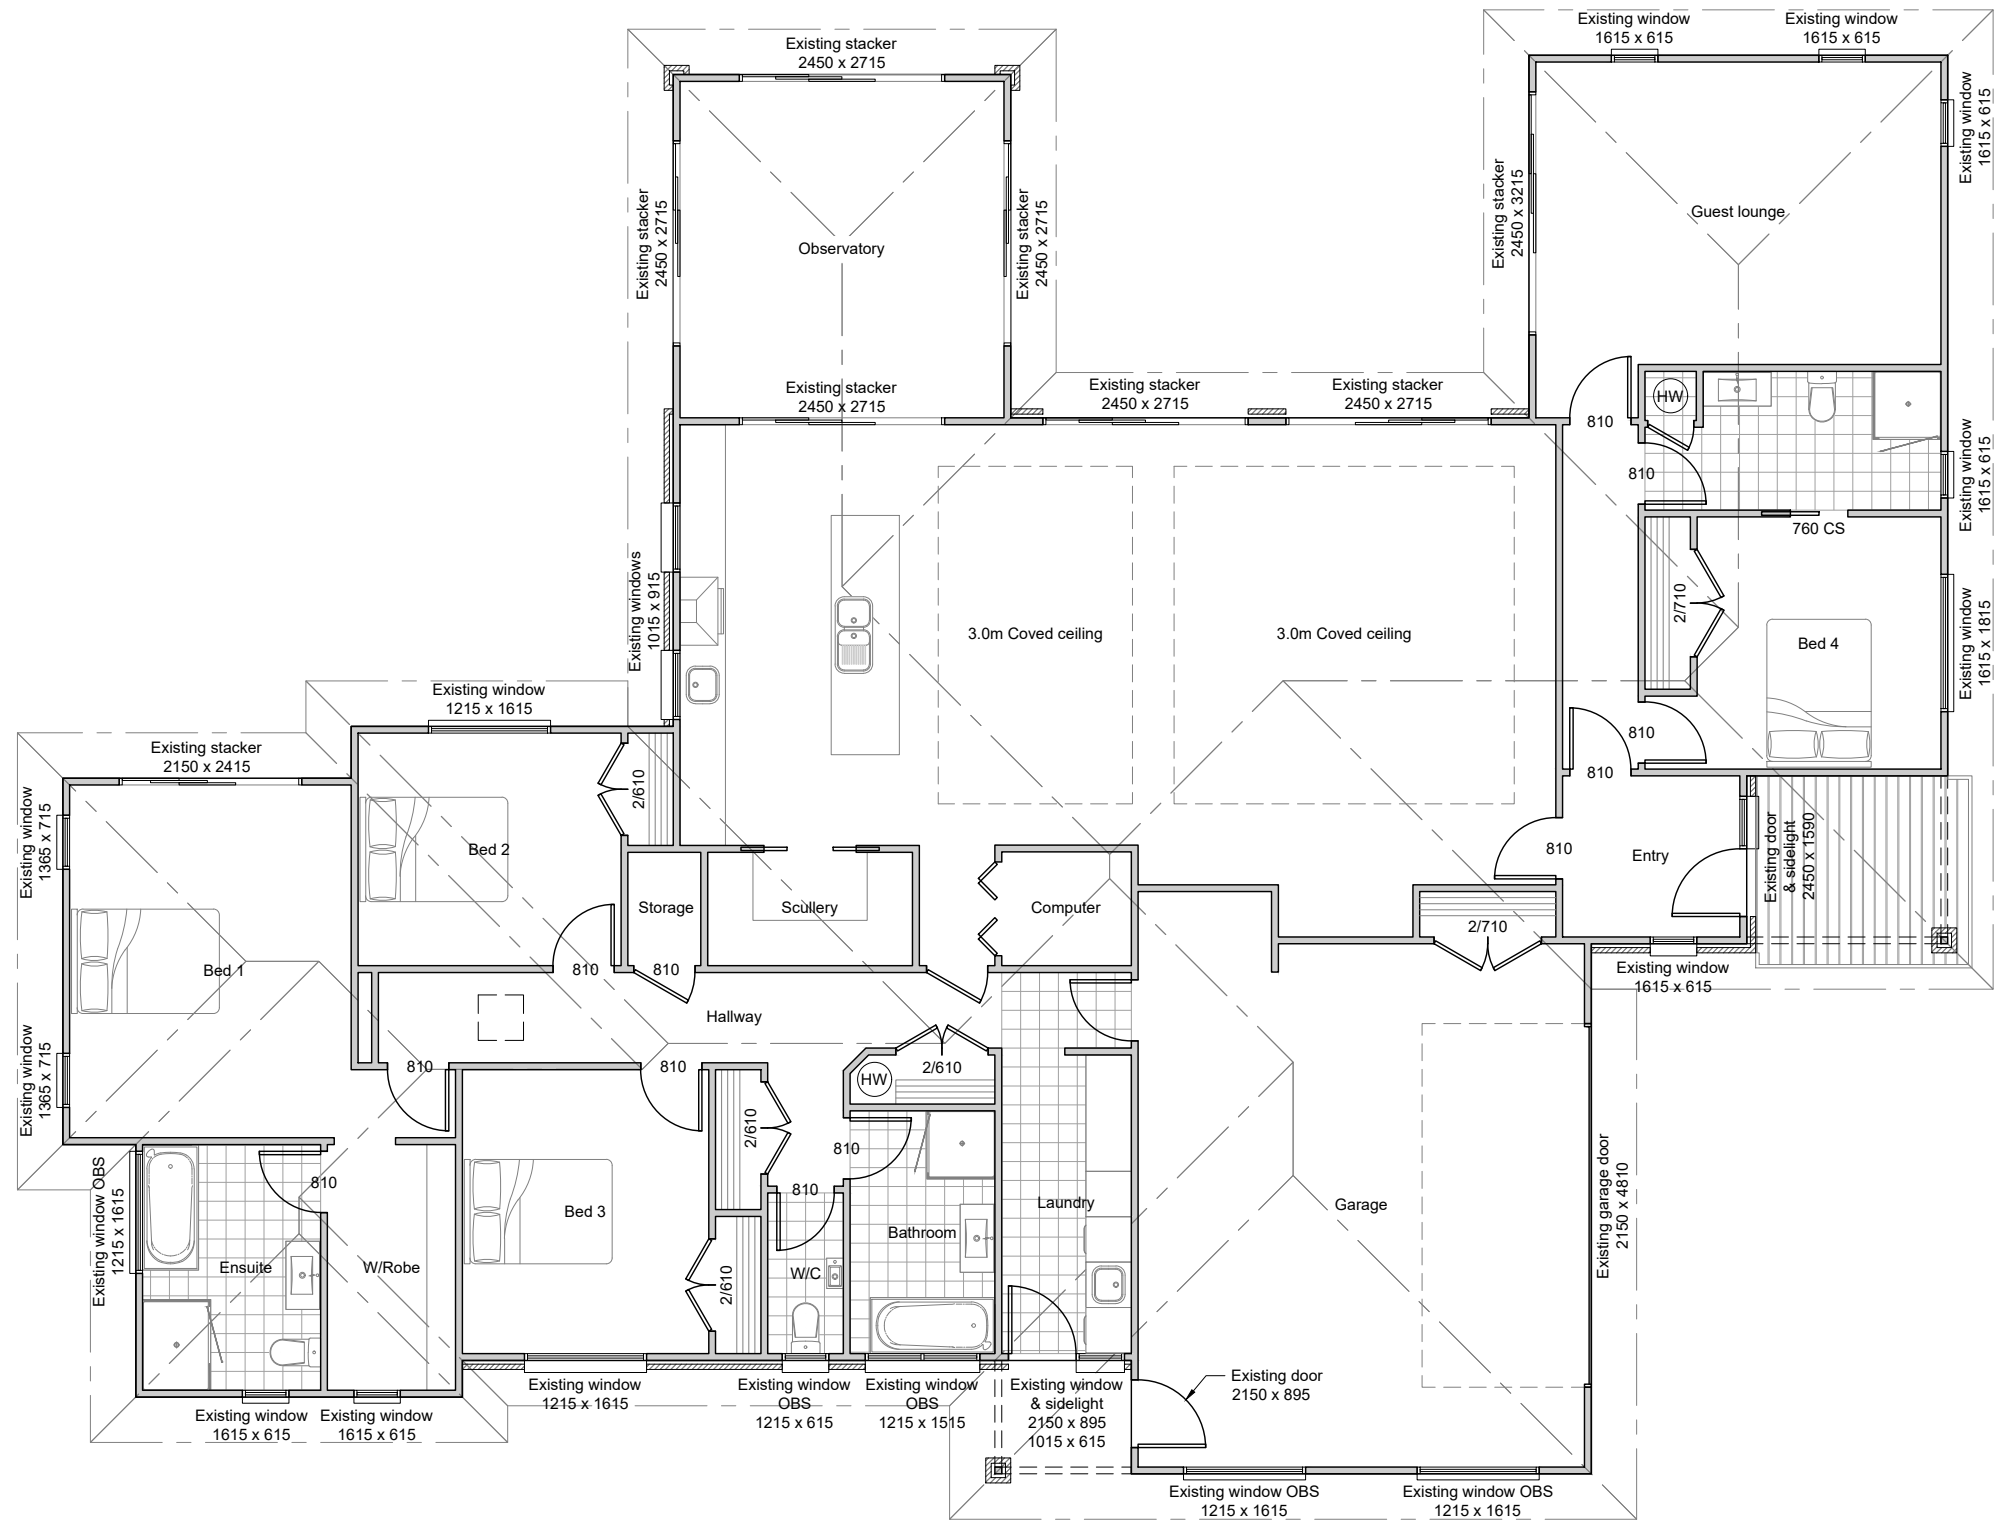 Existing stacker
2450 x 2715
Existing window
1615 x 615
Existing window
1615 x 615
Existing window
1615 x 615
Existing stacker
2450 x 2715
Observatory
Existing stacker
2450 x 2715
Existing stacker
2450 x 3215
Guest lounge
Existing stacker
2450 x 2715
Existing stacker
2450 x 2715
Existing stacker
2450 x 2715
810
HW
810
Existing window
1615 x 615
760 CS
Existing windows
1015 x 915
3.0m Coved ceiling
3.0m Coved ceiling
2/710
Bed 4
Existing window
1615 x 1815
Existing window
1215 x 1615
810
810
Existing stacker
2150 x 2415
2/610
Existing window
1365 x 715
Bed 2
810
Entry
Existing door
& sidelight
2450 x 1590
Storage
Scullery
Computer
2/710
Bed 1
810
810
Existing window
1615 x 615
Hallway
Existing window
1365 x 715
810
810
HW
2/610
2/610
810
Existing window OBS
1215 x 1615
810
810
Bed 3
Laundry
Garage
Existing garage door
2150 x 4810
Bathroom
Ensuite
W/Robe
2/610
W/C
Existing window
1215 x 1615
Existing window
OBS
1215 x 615
Existing window
OBS
1215 x 1515
Existing window
& sidelight
2150 x 895
1015 x 615
Existing door
2150 x 895
Existing window
1615 x 615
Existing window
1615 x 615
Existing window OBS
1215 x 1615
Existing window OBS
1215 x 1615